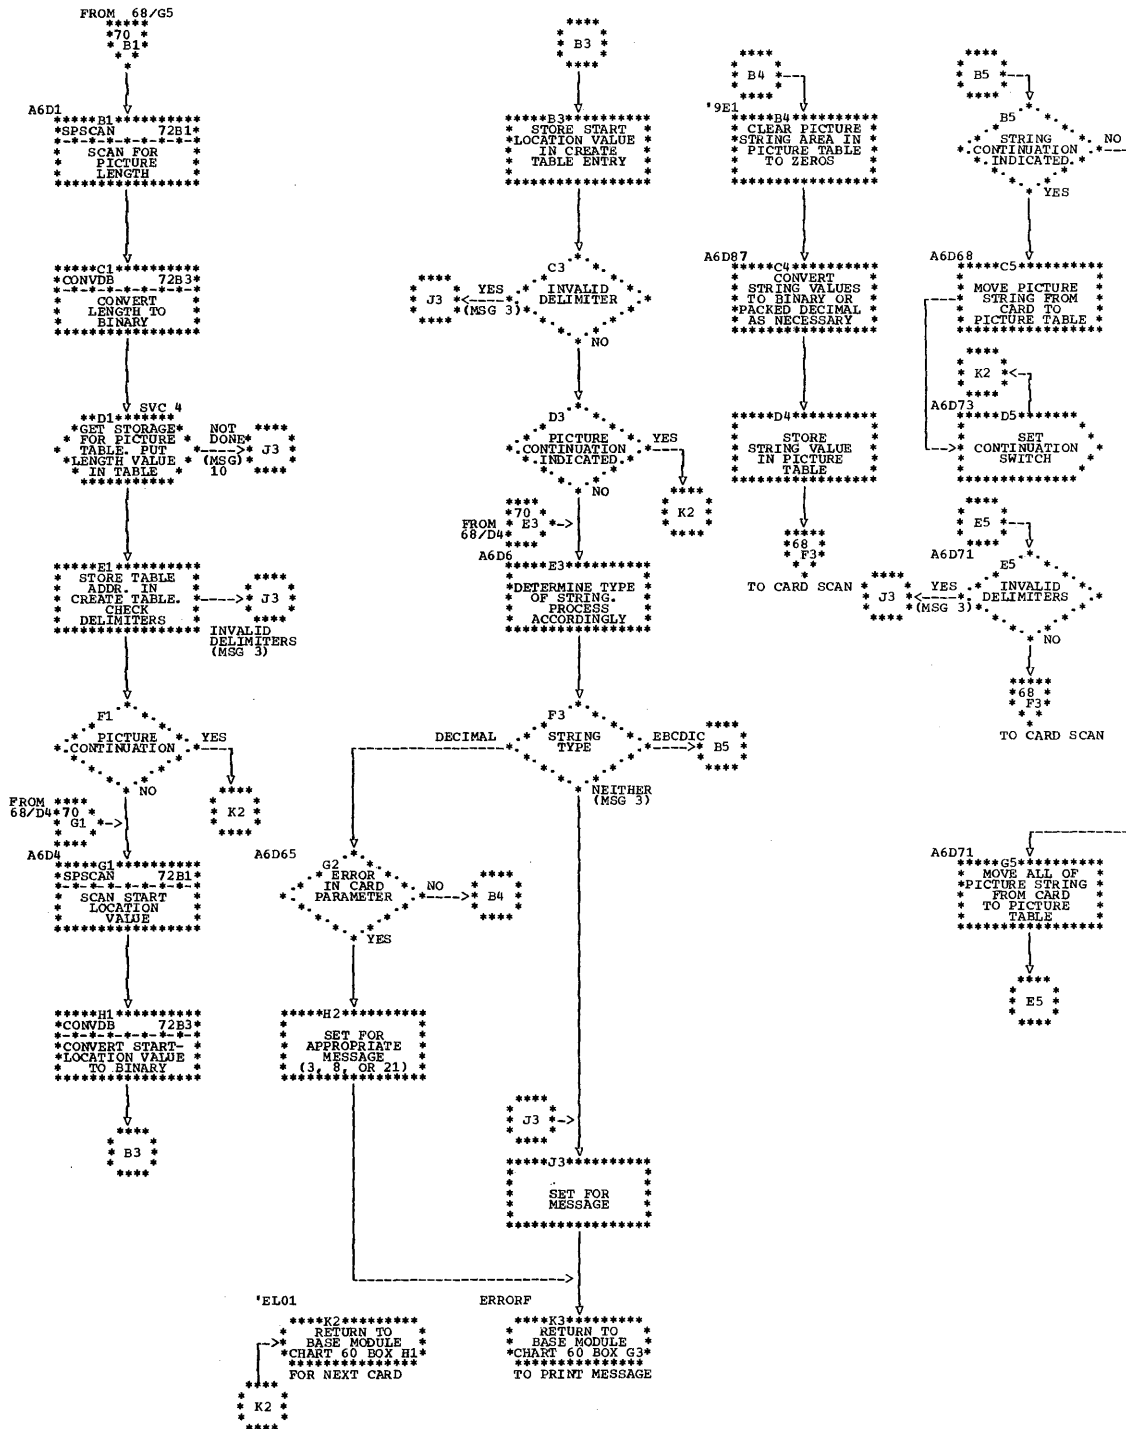 FROM 68/G5
70
B1
A6D1
B1
SPSCAN 72B1
SCAN FOR
PICTURE
LENGTH
C1
CONVDB 72B3
CONVERT
LENGTH TO
BINARY
SVC 4
D1
GET STORAGE
FOR PICTURE
TABLE. PUT
LENGTH VALUE
IN TABLE
NOT
DONE
(MSG)
10
J3
E1
STORE TABLE
ADDR. IN
CREATE TABLE.
CHECK
DELIMITERS
J3
INVALID
DELIMITERS
(MSG 3)
F1
PICTURE
CONTINUATION
YES
NO
K2
FROM
68/D4
70
G1
A6D4
G1
SPSCAN 72B1
SCAN START
LOCATION
VALUE
H1
CONVDB 72B3
CONVERT START-
LOCATION VALUE
TO BINARY
B3
A6D65
G2
ERROR
IN CARD
PARAMETER
NO
B4
YES
H2
SET FOR
APPROPRIATE
MESSAGE
(3, 8, OR 21)
'EL01
K2
RETURN TO
BASE MODULE
CHART 60 BOX H1
FOR NEXT CARD
K2
B3
B3
STORE START
LOCATION VALUE
IN CREATE
TABLE ENTRY
C3
INVALID
DELIMITER
YES
(MSG 3)
J3
NO
D3
PICTURE
CONTINUATION
INDICATED
YES
K2
NO
FROM
68/D4
70
E3
A6D6
E3
DETERMINE TYPE
OF STRING.
PROCESS
ACCORDINGLY
F3
STRING
TYPE
DECIMAL
EBCDIC
B5
NEITHER
(MSG 3)
J3
J3
SET FOR
MESSAGE
ERRORF
K3
RETURN TO
BASE MODULE
CHART 60 BOX G3
TO PRINT MESSAGE
B4
'9E1
B4
CLEAR PICTURE
STRING AREA IN
PICTURE TABLE
TO ZEROS
A6D87
C4
CONVERT
STRING VALUES
TO BINARY OR
PACKED DECIMAL
AS NECESSARY
D4
STORE
STRING VALUE
IN PICTURE
TABLE
68
F3
TO CARD SCAN
B5
B5
STRING
CONTINUATION
INDICATED
NO
YES
A6D68
C5
MOVE PICTURE
STRING FROM
CARD TO
PICTURE TABLE
K2
A6D73
D5
SET
CONTINUATION
SWITCH
E5
A6D71
E5
INVALID
DELIMITERS
YES
(MSG 3)
J3
NO
68
F3
TO CARD SCAN
A6D71
G5
MOVE ALL OF
PICTURE STRING
FROM CARD
TO PICTURE
TABLE
E5